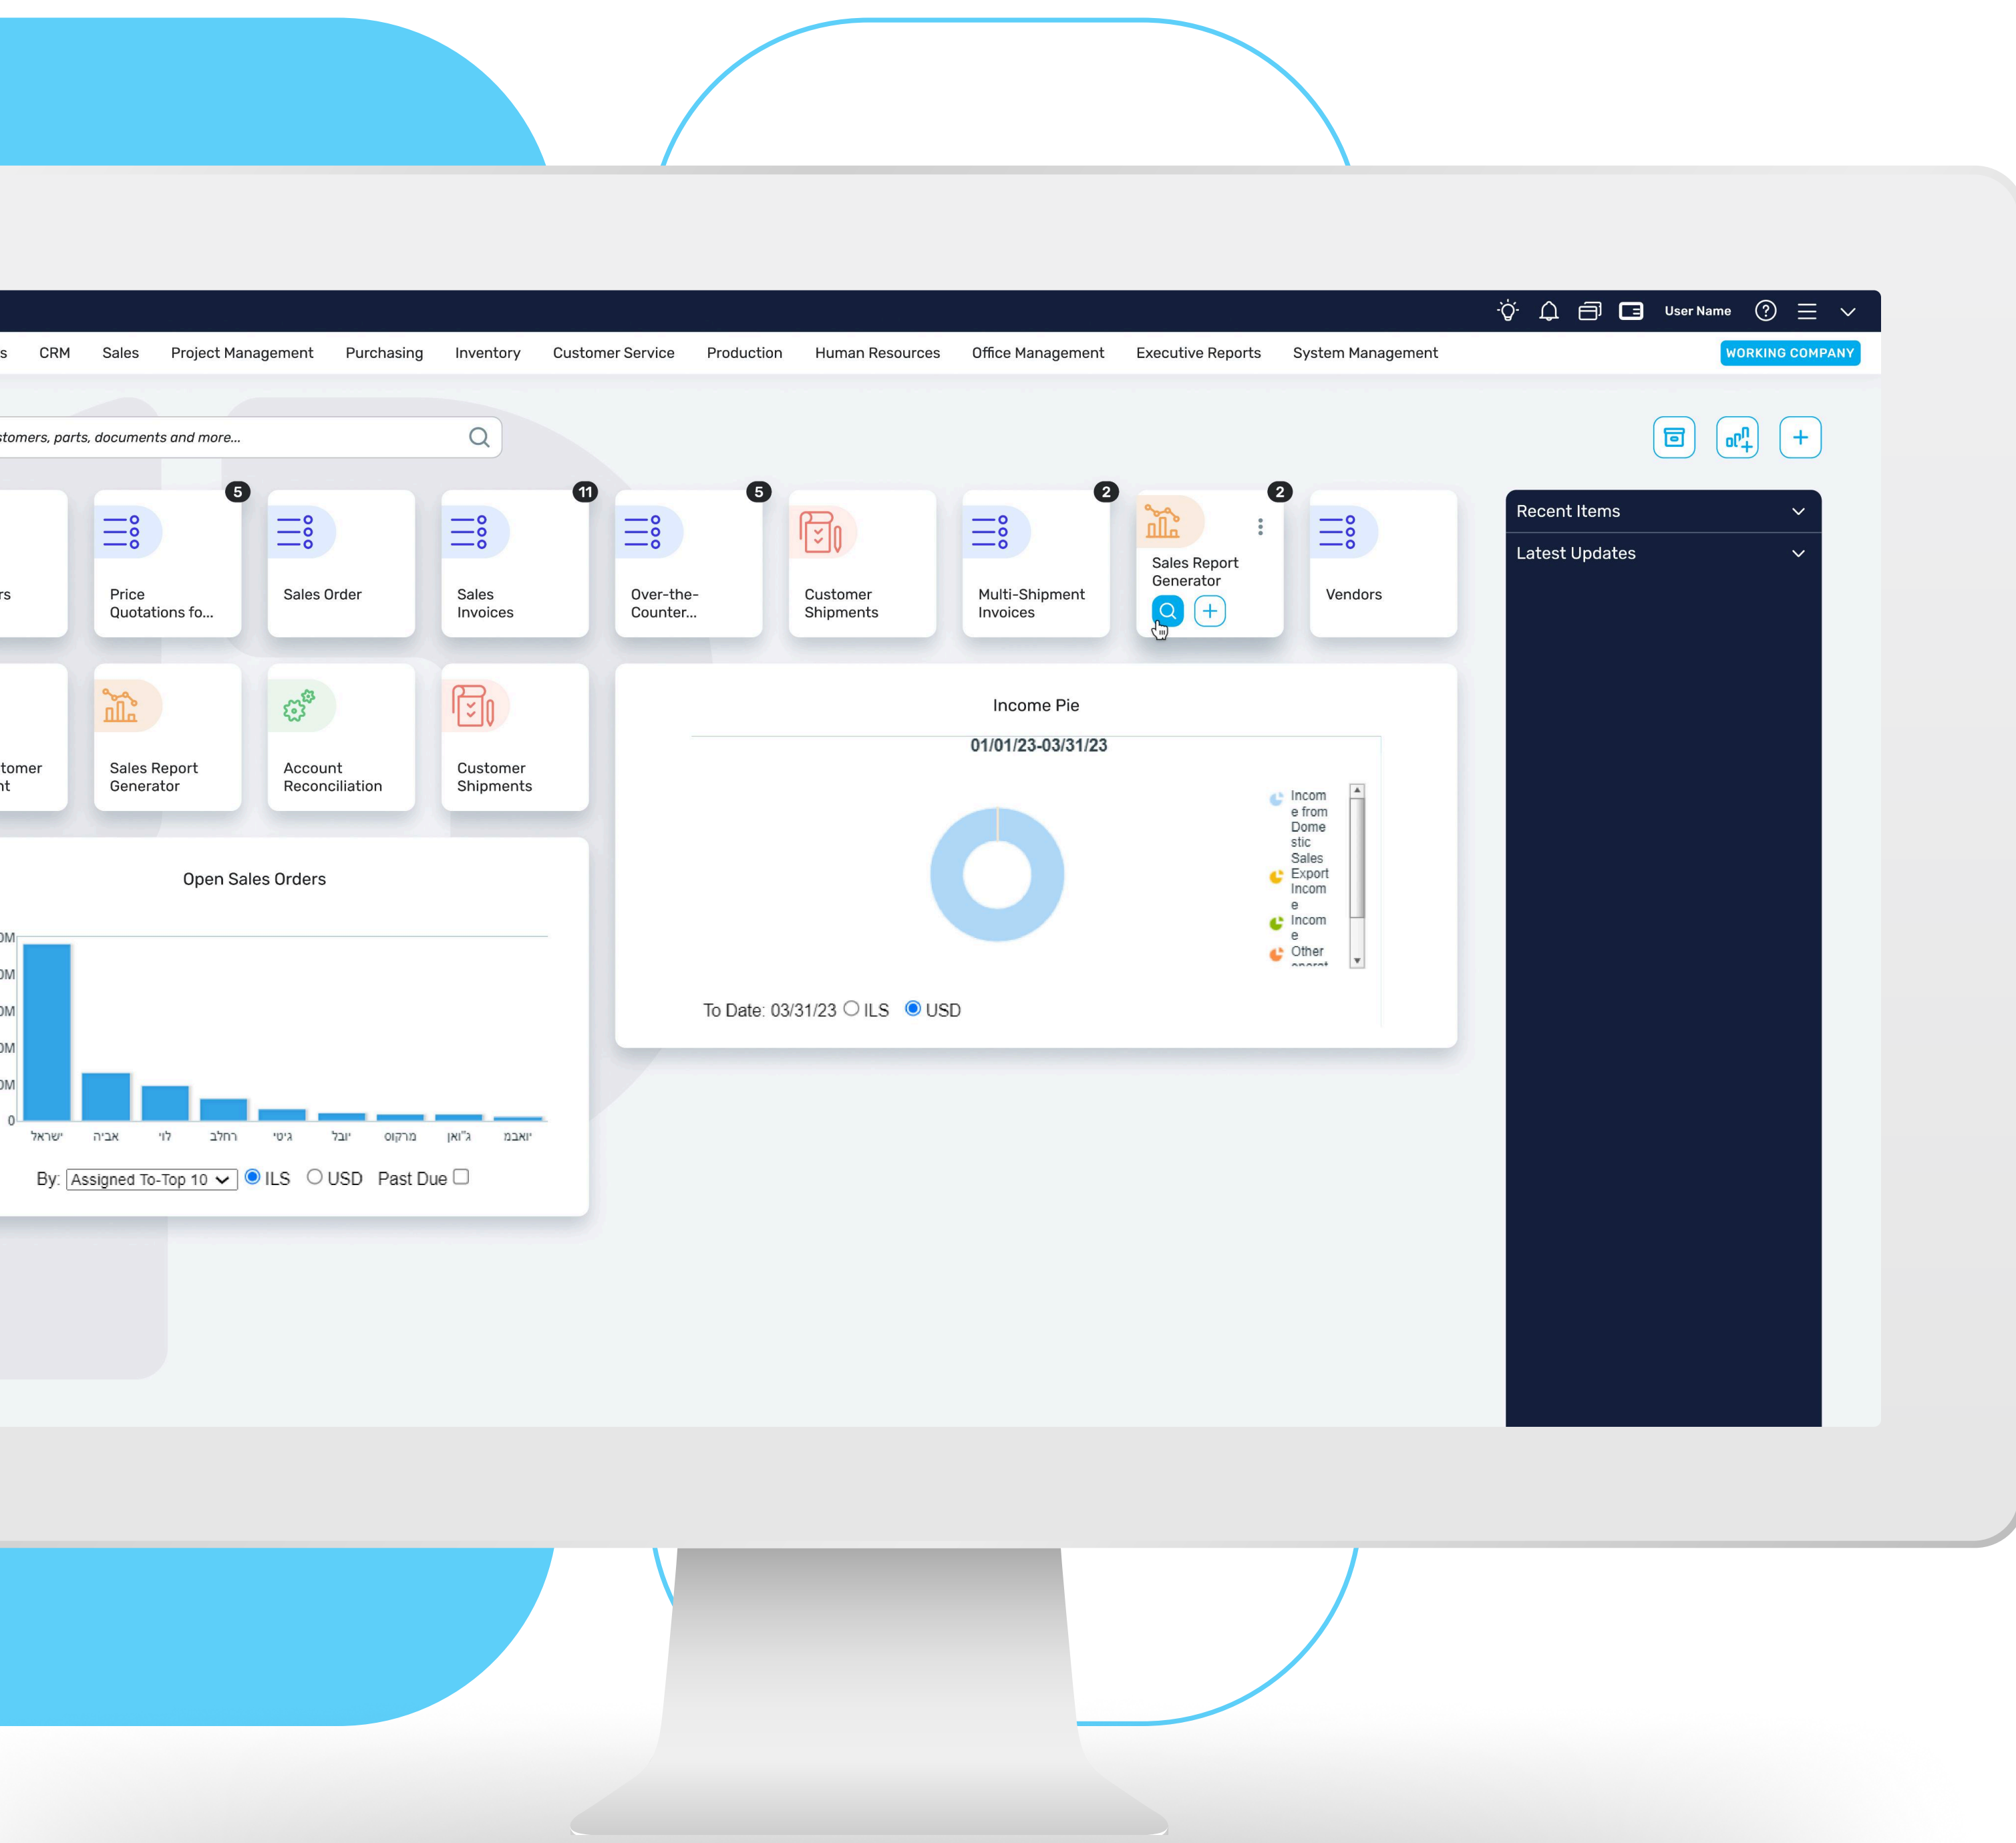 User Name
CRM Sales Project Management Purchasing Inventory Customer Service Production Human Resources Office Management Executive Reports System Management
WORKING COMPANY
parts, documents and more...
5
11
5
2
2
Price
Quotations fo...
Sales Order
Sales
Invoices
Over-the-
Counter...
Customer
Shipments
Multi-Shipment
Invoices
Sales Report
Generator
Vendors
Recent Items
Latest Updates
Sales Report
Generator
Account
Reconciliation
Customer
Shipments
Income Pie
01/01/23-03/31/23
Incom
e from
Dome
stic
Sales
Export
Incom
e
Incom
e
Other
To Date: 03/31/23 ILS USD
Open Sales Orders
0
ישראל
אביה
לוי
רחלב
גיטי
יובל
מרקוס
ג"ואן
יואבמ
By: Assigned To-Top 10 ILS USD Past Due